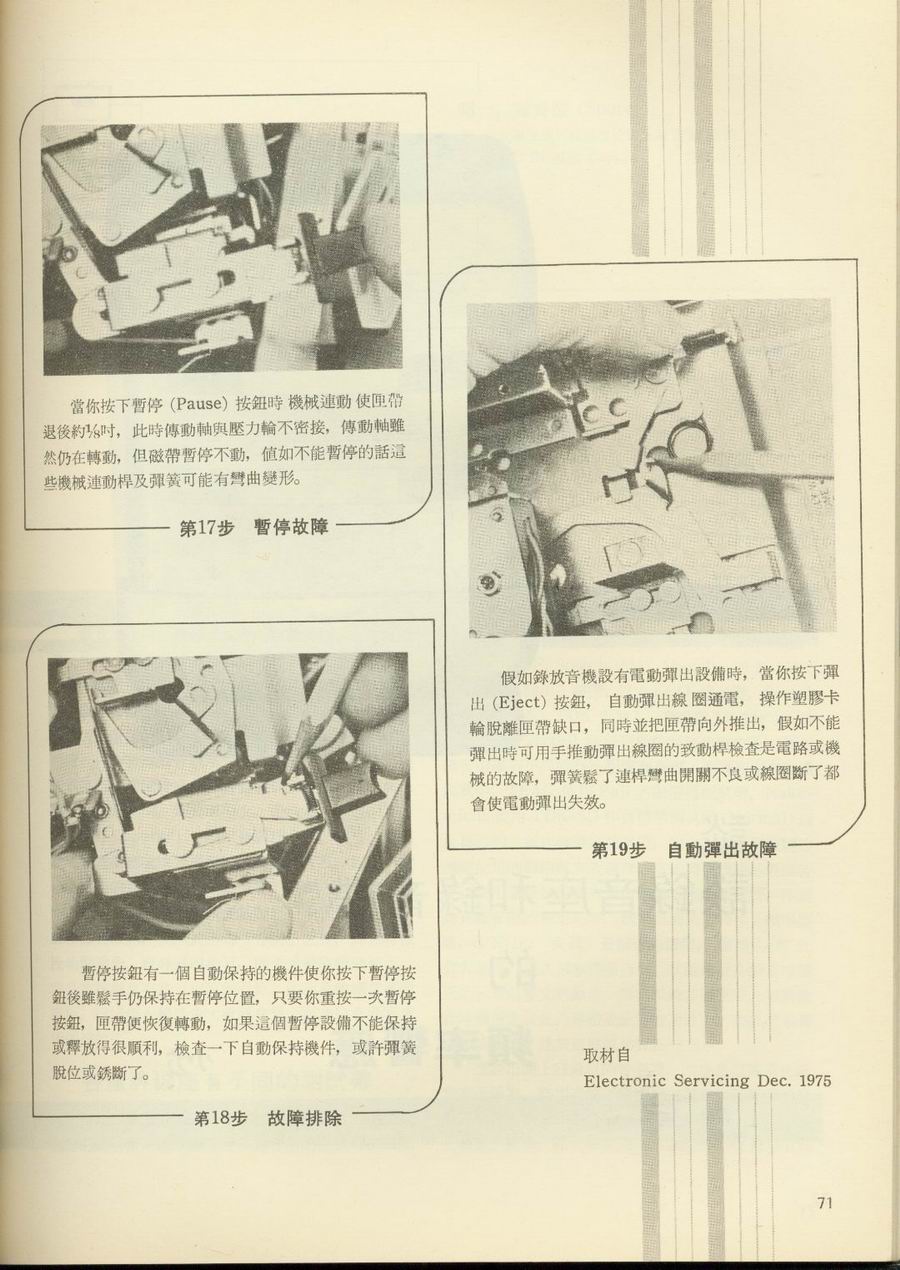 當你按下暫停 (Pause) 按鈕時 機械連動 使匣帶
退後約⅛吋，此時傳動軸與壓力輪不密接，傳動軸雖
然仍在轉動，但磁帶暫停不動，値如不能暫停的話這
些機械連動桿及彈簧可能有彎曲變形。
第17步 暫停故障
暫停按鈕有一個自動保持的機件使你按下暫停按
鈕後雖鬆手仍保持在暫停位置，只要你重按一次暫停
按鈕，匣帶便恢復轉動，如果這個暫停設備不能保持
或釋放得很順利，檢查一下自動保持機件，或許彈簧
脫位或銹斷了。
第18步 故障排除
假如錄放音機設有電動彈出設備時，當你按下彈
出 (Eject) 按鈕， 自動彈出線 圈通電， 操作塑膠卡
輪脫離匣帶缺口，同時並把匣帶向外推出，假如不能
彈出時可用手推動彈出線圈的致動桿檢查是電路或機
械的故障，彈簧鬆了連桿彎曲開關不良或線圈斷了都
會使電動彈出失效。
第19步 自動彈出故障
取材自
Electronic Servicing Dec. 1975
71